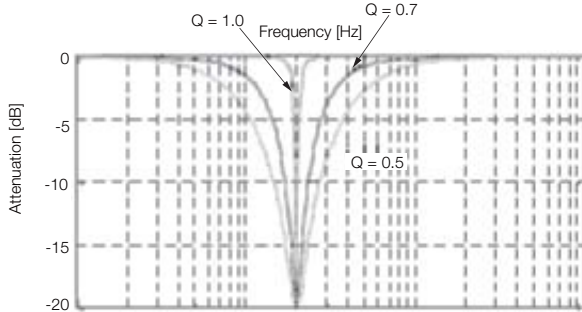 Q = 1.0
Frequency [Hz]
Q = 0.7
0
-5
Attenuation [dB]
Q = 0.5
-10
-15
-20